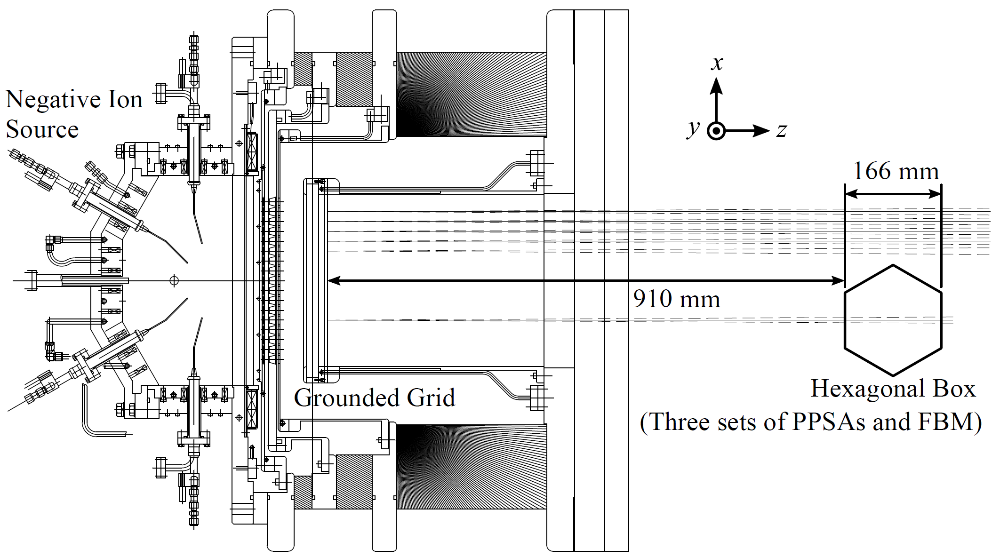 x
Negative Ion
Source
y
z
166 mm
910 mm
Hexagonal Box
Grounded Grid
(Three sets of PPSAs and FBM)